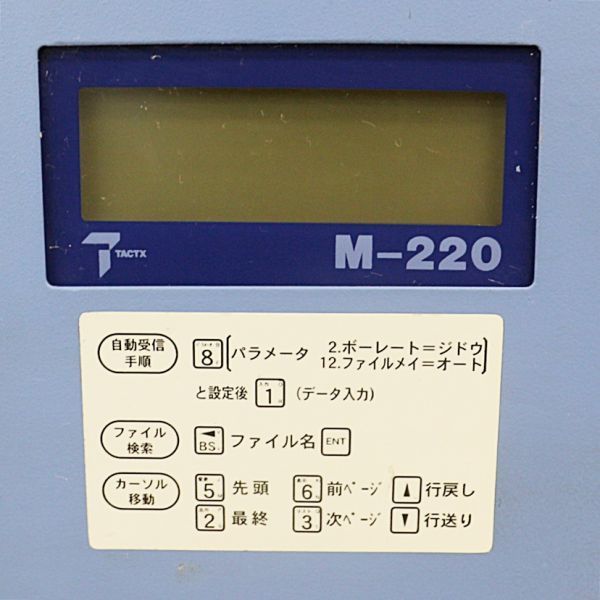 TACTX
M-220
自動受信
手順
8 パラメータ 2.ボーレート=ジドウ
12.ファイルメイ=オート
と設定後 1 (データ入力)
ファイル
検索
BS ファイル名 ENT
カーソル
移動
5 先頭 6 前ページ ▲ 行戻し
2 最終 3 次ページ ▼ 行送り